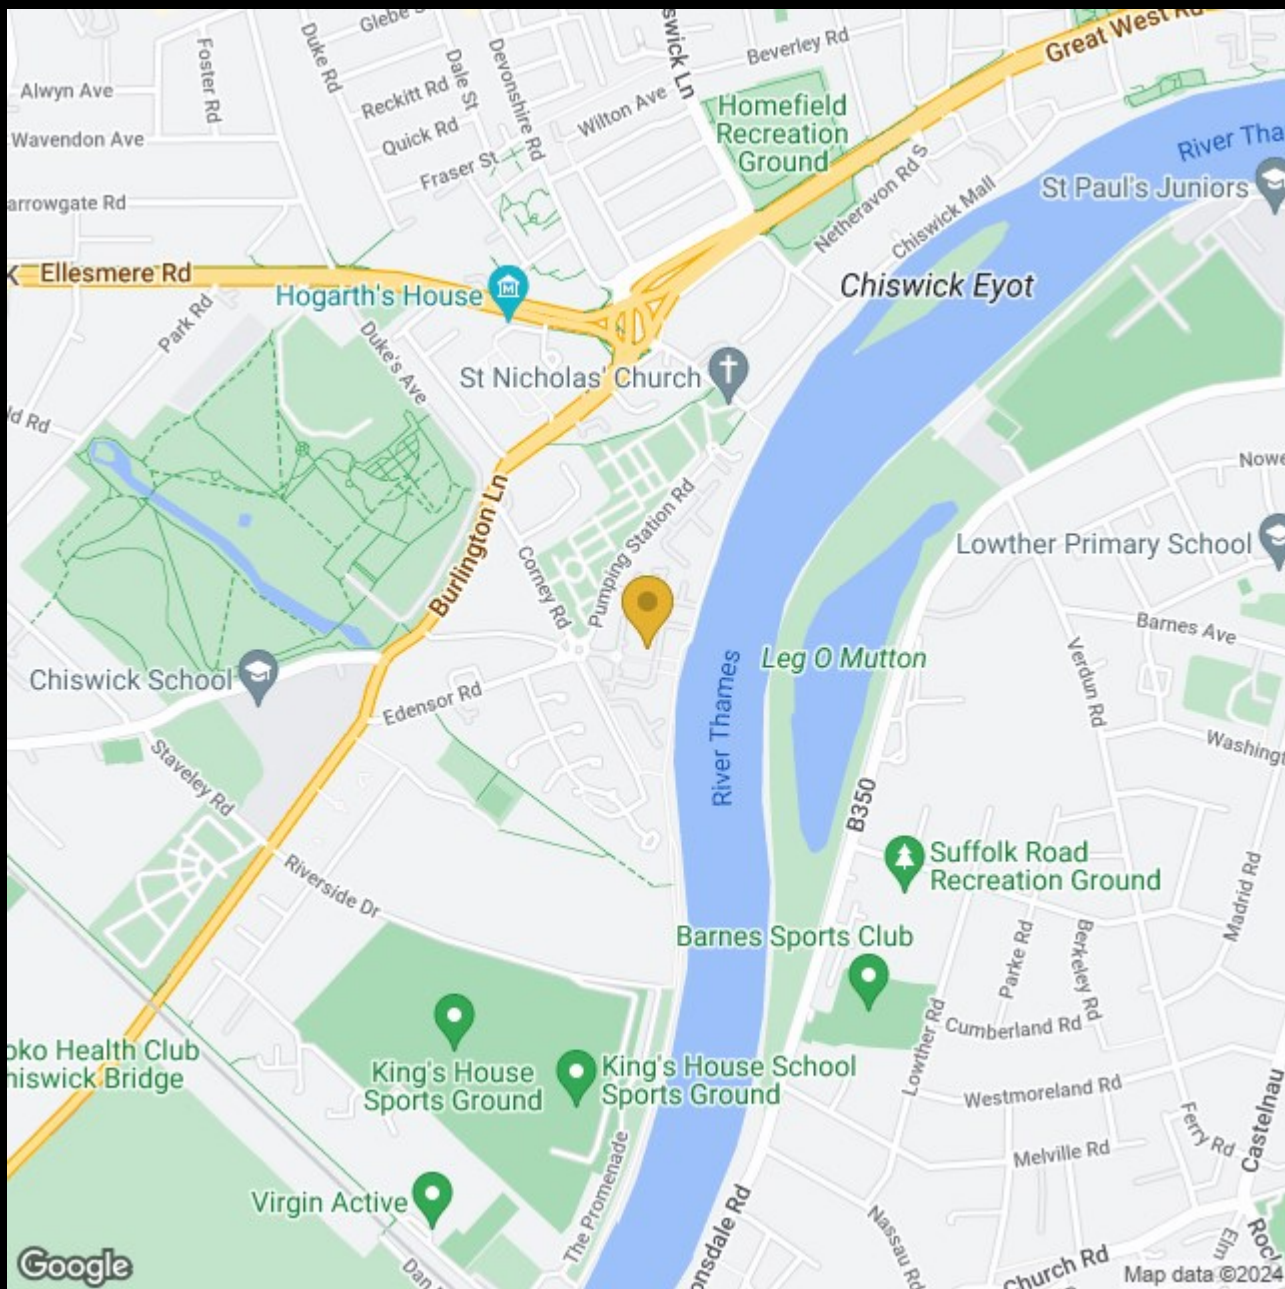 Glebe S
Beverley Rd
Great West Rd
Foster Rd
Duke Rd
Dale St
Devonshire Rd
swick Ln
Alwyn Ave
Reckitt Rd
Wilton Ave
Homefield
Recreation
Ground
Wavendon Ave
Quick Rd
Fraser St
River Tha
Netheravon Rd S
Chiswick Mall
St Paul's Juniors
arrowgate Rd
Ellesmere Rd
Hogarth's House
Chiswick Eyot
Park Rd
Duke's Ave
St Nicholas' Church
ld Rd
Burlington Ln
Nowe
Pumping Station Rd
Corney Rd
Lowther Primary School
Barnes Ave
Leg O Mutton
Verdun Rd
Chiswick School
Edensor Rd
River Thames
Washingt
Staveley Rd
B350
Riverside Dr
Suffolk Road
Recreation Ground
Madrid Rd
Barnes Sports Club
Parke Rd
Berkeley Rd
Cumberland Rd
Lowther Rd
oko Health Club
hiswick Bridge
King's House
Sports Ground
King's House School
Sports Ground
Westmoreland Rd
Ferry Rd
Castelnau
Melville Rd
The Promenade
Virgin Active
onsdale Rd
Nassau Rd
Dan
Church Rd
Elm
Roc
Google
Map data ©2024